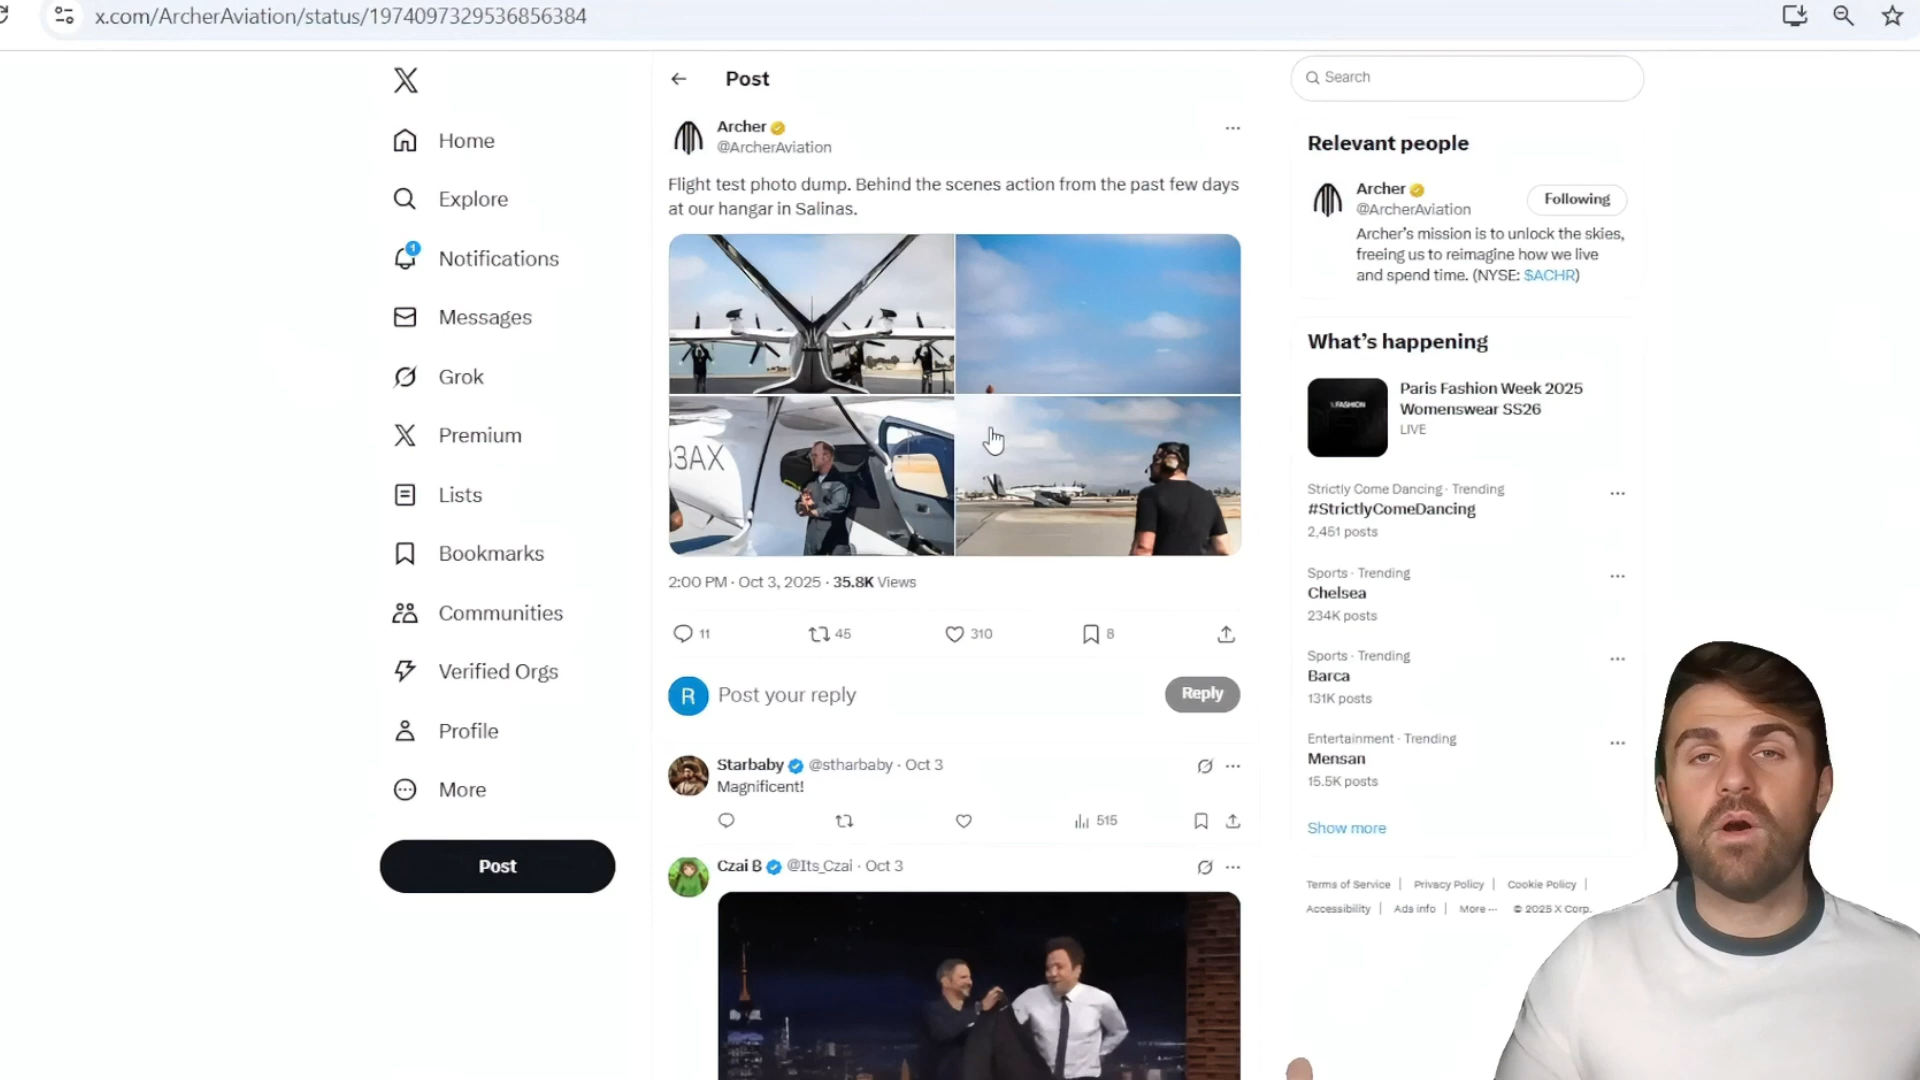 x.com/ArcherAviation/status/1974097329536856384
Home
Explore
1
Notifications
Messages
Grok
Premium
Lists
Bookmarks
Communities
Verified Orgs
Profile
More
Post
Post
Archer
@ArcherAviation
Flight test photo dump. Behind the scenes action from the past few days
at our hangar in Salinas.
3AX
2:00 PM · Oct 3, 2025 · 35.8K Views
11
45
310
8
R
Post your reply
Reply
Starbaby @stharbaby · Oct 3
Magnificent!
515
Czai B @Its_Czai · Oct 3
Search
Relevant people
Archer
@ArcherAviation
Following
Archer's mission is to unlock the skies,
freeing us to reimagine how we live
and spend time. (NYSE: $ACHR)
What's happening
Paris Fashion Week 2025
Womenswear SS26
LIVE
Strictly Come Dancing · Trending
#StrictlyComeDancing
2,451 posts
Sports · Trending
Chelsea
234K posts
Sports · Trending
Barca
131K posts
Entertainment · Trending
Mensan
15.5K posts
Show more
Terms of Service | Privacy Policy | Cookie Policy |
Accessibility | Ads info | More ··· © 2025 X Corp.